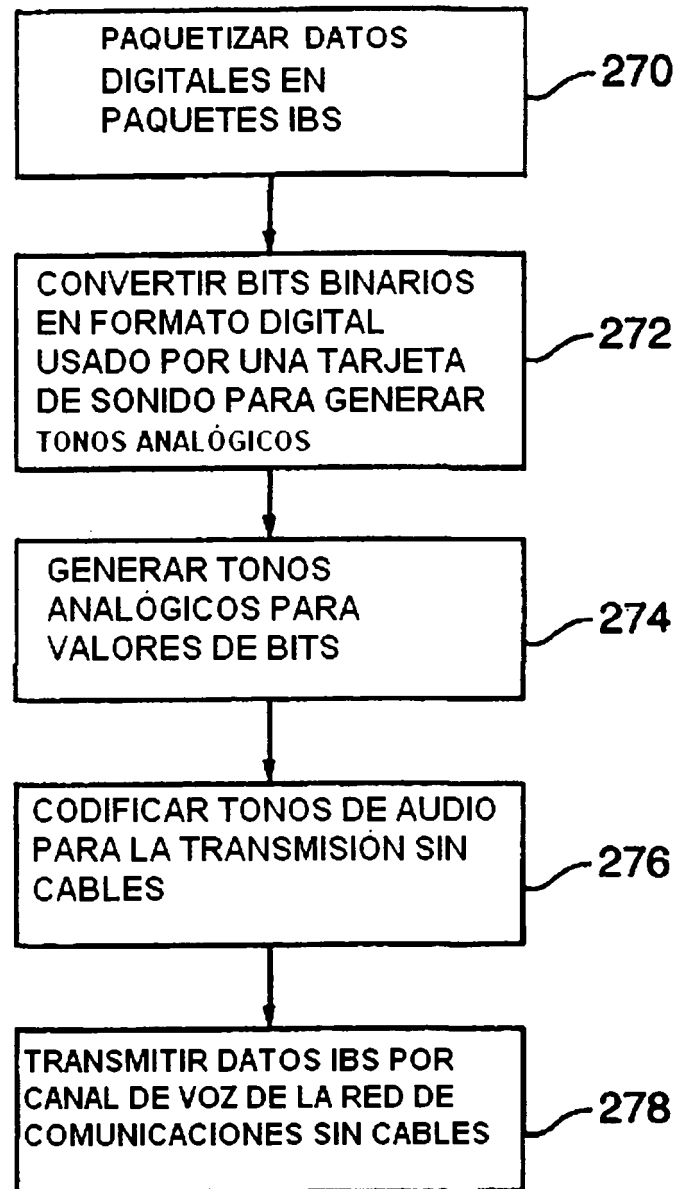 PAQUETIZAR DATOS
DIGITALES EN
PAQUETES IBS
270
CONVERTIR BITS BINARIOS
EN FORMATO DIGITAL
USADO POR UNA TARJETA
DE SONIDO PARA GENERAR
TONOS ANALÓGICOS
272
GENERAR TONOS
ANALÓGICOS PARA
VALORES DE BITS
274
CODIFICAR TONOS DE AUDIO
PARA LA TRANSMISIÓN SIN
CABLES
276
TRANSMITIR DATOS IBS POR
CANAL DE VOZ DE LA RED DE
COMUNICACIONES SIN CABLES
278